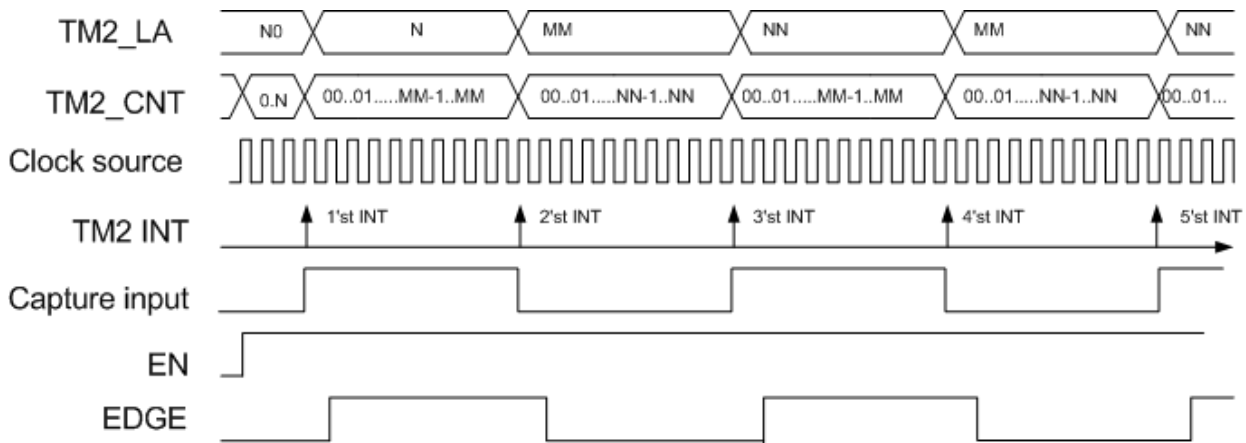 TM2_LA N0 N MM NN MM NN
TM2_CNT 0.N 00..01.....MM-1..MM 00..01.....NN-1..NN 00..01.....MM-1..MM 00..01.....NN-1..NN 00..01...
Clock source
TM2 INT 1'st INT 2'st INT 3'st INT 4'st INT 5'st INT
Capture input
EN
EDGE